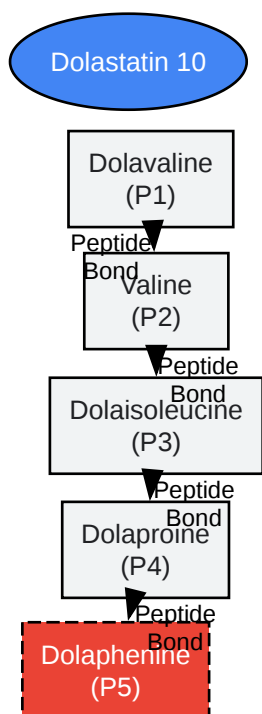 Dolastatin 10
Dolavaline
(P1)
Peptide
Bond
Valine
(P2)
Peptide
Bond
Dolaisoleucine
(P3)
Peptide
Bond
Dolaproine
(P4)
Peptide
Bond
Dolaphenine
(P5)